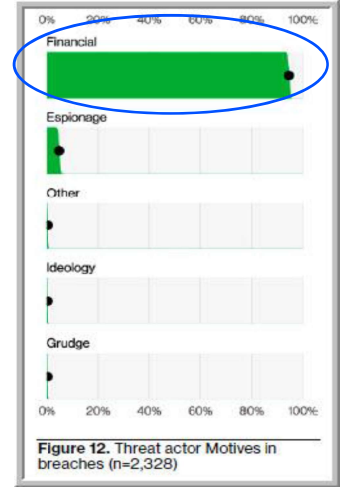 0% 20% 40% 60% 80% 100%
Financial
Espionage
Other
Ideology
Grudge
0% 20% 40% 60% 80% 100%
Figure 12. Threat actor Motives in
breaches (n=2,328)